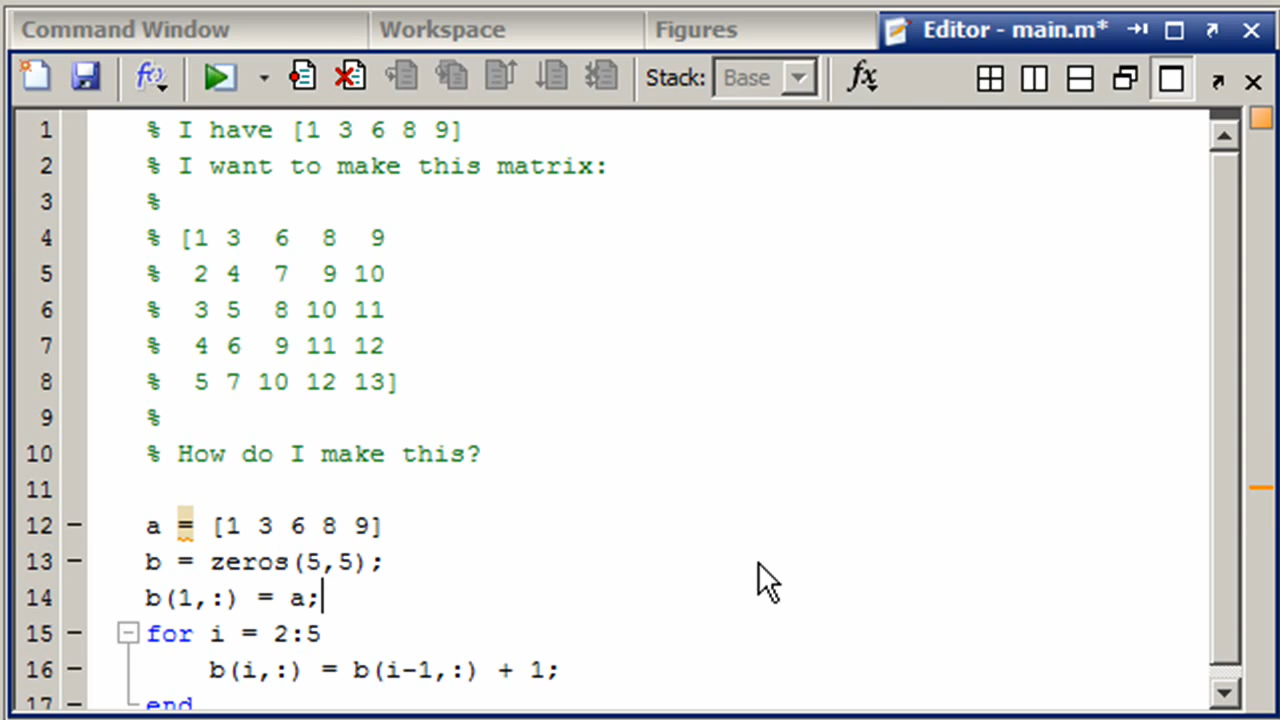 Command Window Workspace Figures Editor - main.m*
Stack: Base fx
1 % I have [1 3 6 8 9]
2 % I want to make this matrix:
3 %
4 % [1 3 6 8 9
5 % 2 4 7 9 10
6 % 3 5 8 10 11
7 % 4 6 9 11 12
8 % 5 7 10 12 13]
9 %
10 % How do I make this?
11
12 – a = [1 3 6 8 9]
13 – b = zeros(5,5);
14 b(1,:) = a;
15 – for i = 2:5
16 – b(i,:) = b(i-1,:) + 1;
17 – end